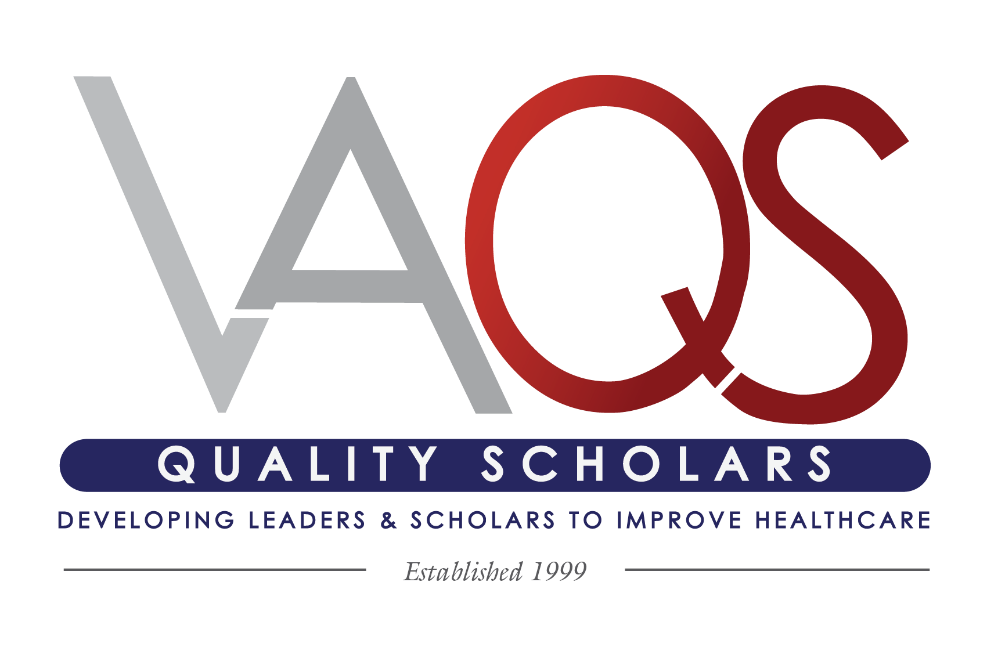 VAQS
QUALITY SCHOLARS
DEVELOPING LEADERS & SCHOLARS TO IMPROVE HEALTHCARE
Established 1999